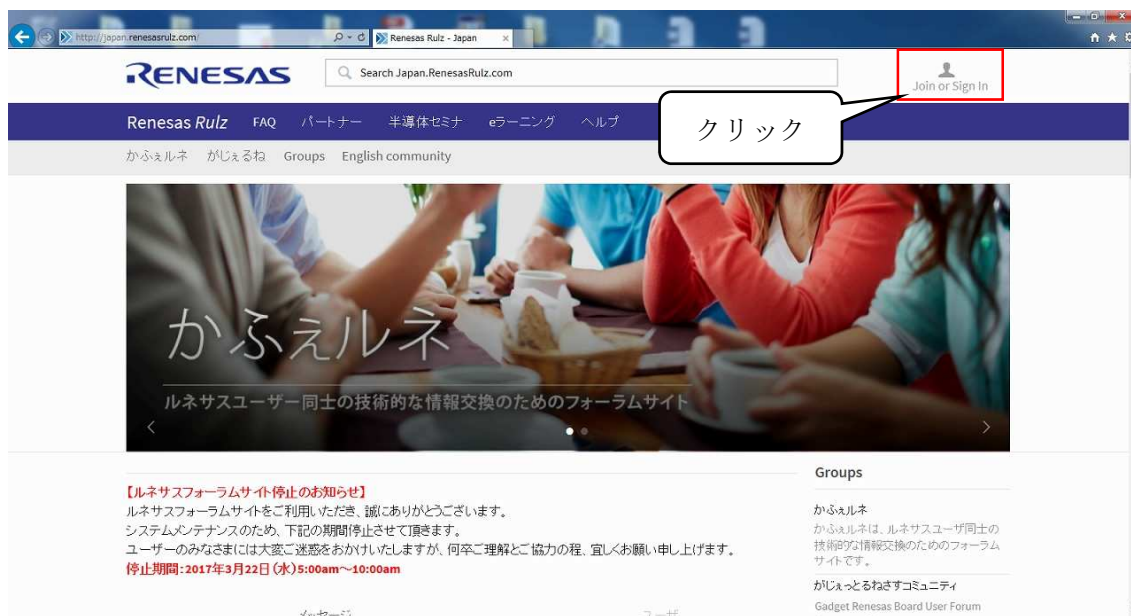 http://japan.renesasrulz.com/
Renesas Rulz - Japan
RENESAS
Search Japan.RenesasRulz.com
Join or Sign In
クリック
Renesas Rulz FAQ パートナー 半導体セミナ eラーニング ヘルプ
かふぇルネ がじぇるね Groups English community
かふぇルネ
ルネサスユーザー同士の技術的な情報交換のためのフォーラムサイト
【ルネサスフォーラムサイト停止のお知らせ】
ルネサスフォーラムサイトをご利用いただき、誠にありがとうございます。
システムメンテナンスのため、下記の期間停止させて頂きます。
ユーザーのみなさまには大変ご迷惑をおかけいたしますが、何卒ご理解とご協力の程、宜しくお願い申し上げます。
停止期間：2017年3月22日（水）5:00am～10:00am
メッセージ ユーザ
Groups
かふぇルネ
かふぇルネは、ルネサスユーザ同士の
技術的な情報交換のためのフォーラム
サイトです。
がじぇっとるねさすコミュニティ
Gadget Renesas Board User Forum